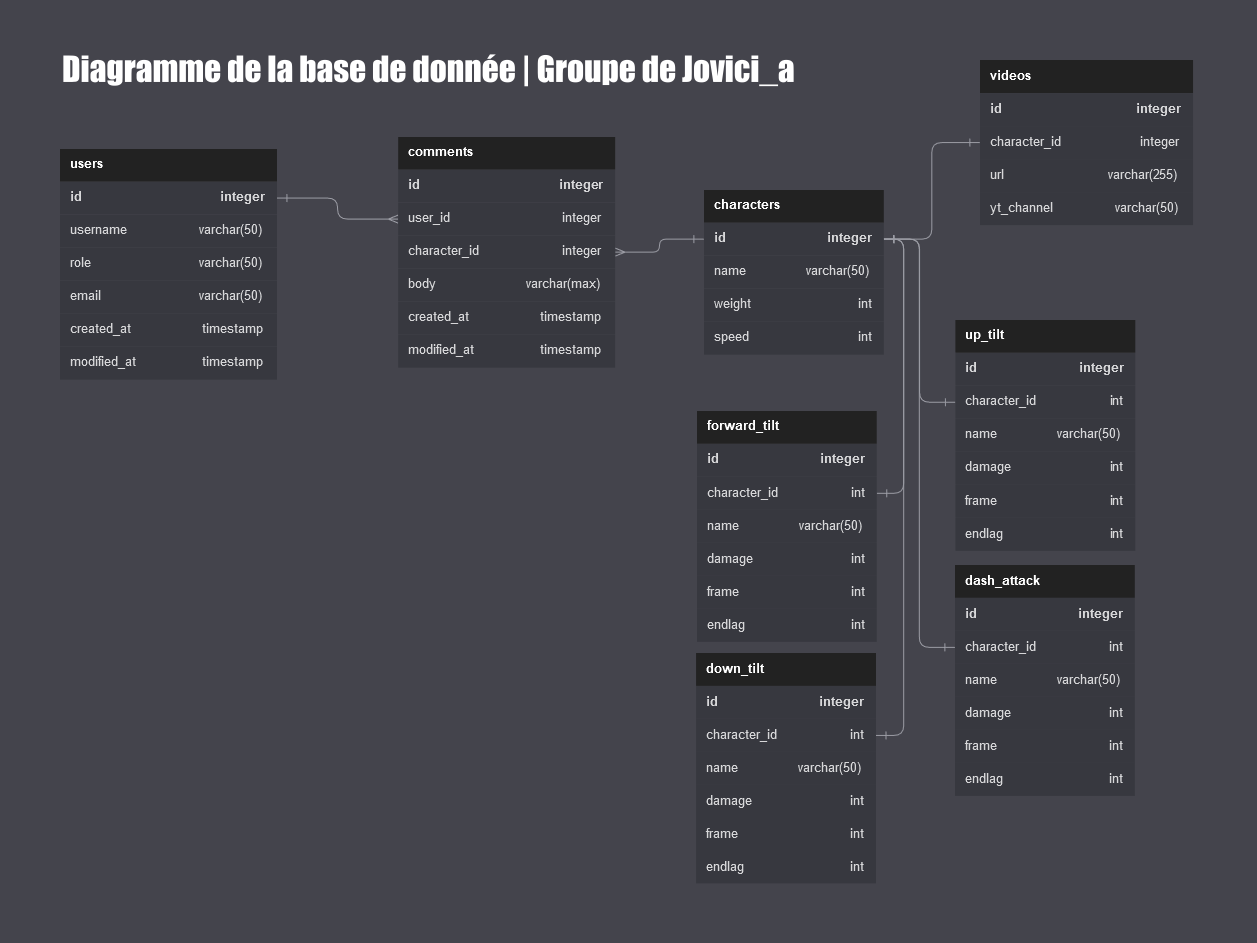 Diagramme de la base de donnée | Groupe de Jovici_a
users
id integer
username varchar(50)
role varchar(50)
email varchar(50)
created_at timestamp
modified_at timestamp
comments
id integer
user_id integer
character_id integer
body varchar(max)
created_at timestamp
modified_at timestamp
characters
id integer
name varchar(50)
weight int
speed int
videos
id integer
character_id integer
url varchar(255)
yt_channel varchar(50)
forward_tilt
id integer
character_id int
name varchar(50)
damage int
frame int
endlag int
up_tilt
id integer
character_id int
name varchar(50)
damage int
frame int
endlag int
down_tilt
id integer
character_id int
name varchar(50)
damage int
frame int
endlag int
dash_attack
id integer
character_id int
name varchar(50)
damage int
frame int
endlag int